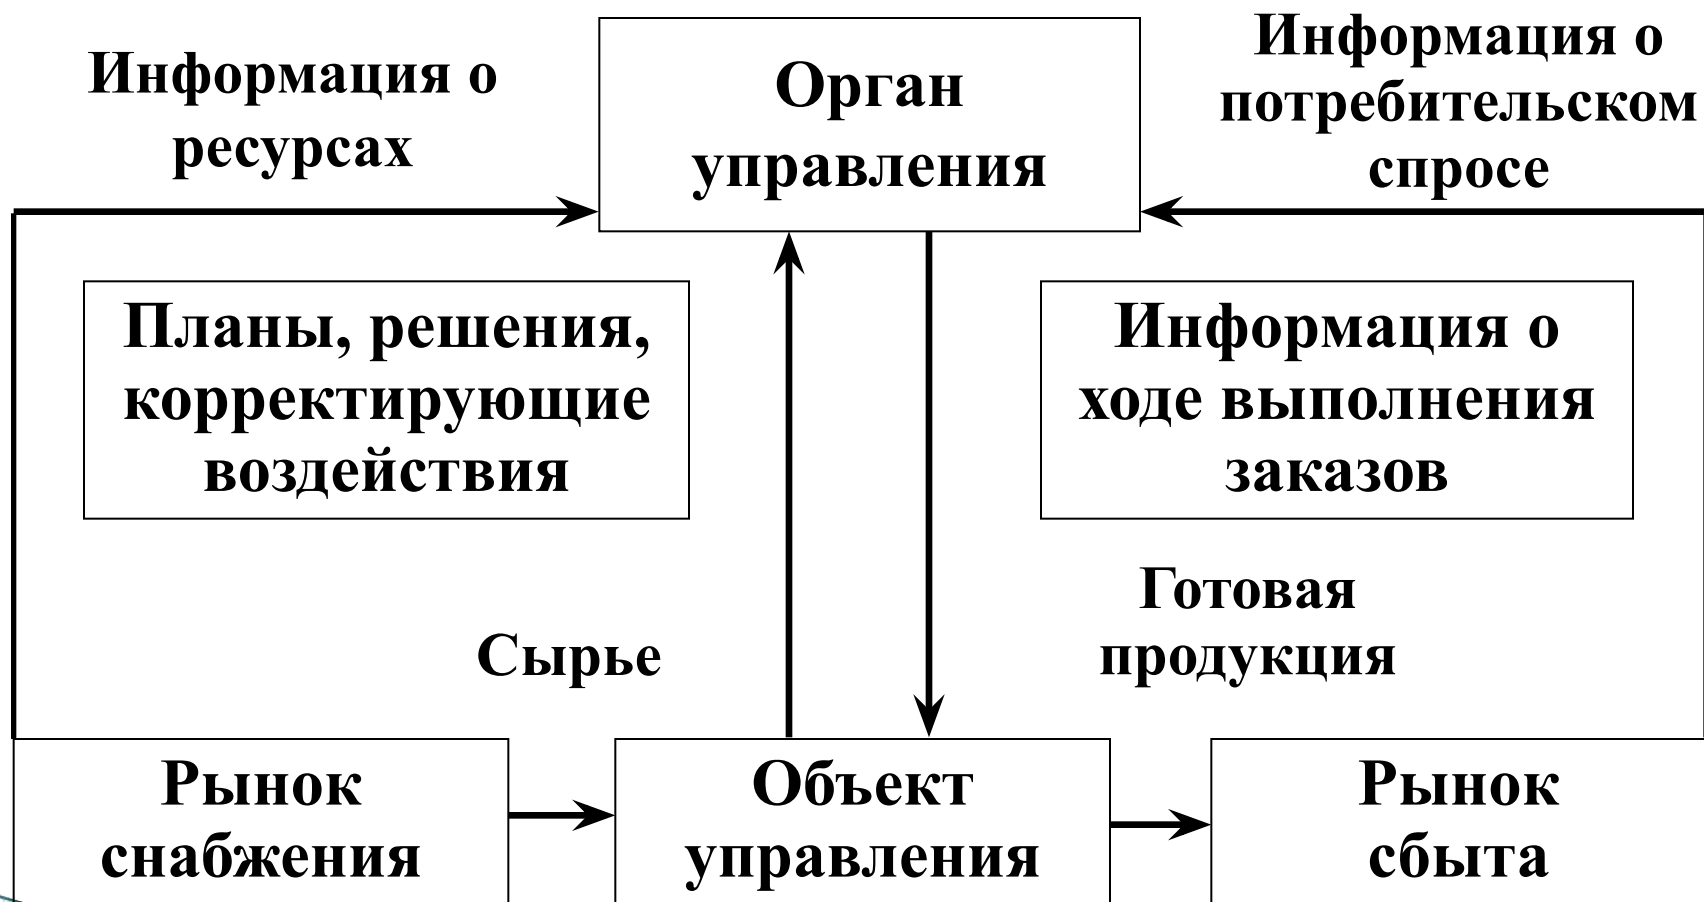 Информация о
ресурсах
Орган
управления
Информация о
потребительском
спросе
Планы, решения,
корректирующие
воздействия
Информация о
ходе выполнения
заказов
Сырье
Готовая
продукция
Рынок
снабжения
Объект
управления
Рынок
сбыта